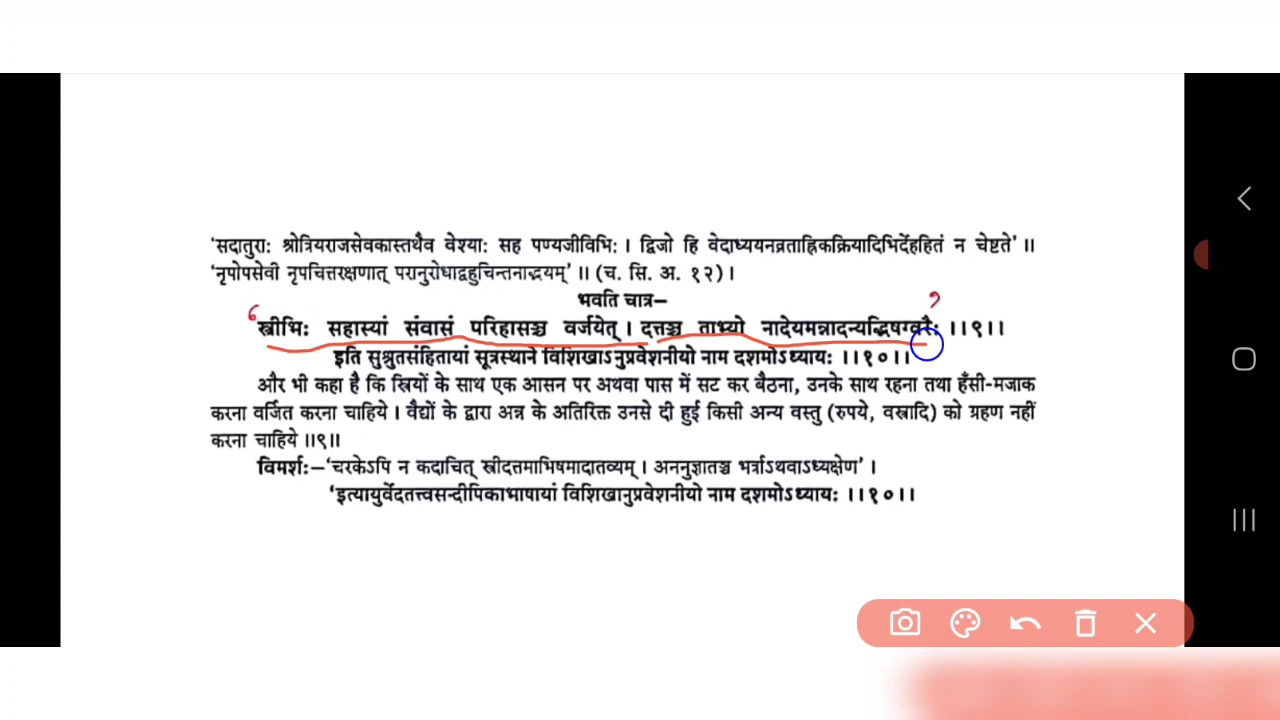 'सदातुराः श्रोत्रियराजसेवकास्तथैव वेश्याः सह पण्यजीविभिः । द्विजो हि वेदाध्ययनव्रताह्निकक्रियादिभिर्देहहितं न चेष्टते' ॥
'नृपोपसेवी नृपचित्तरक्षणात् परानुरोधाद्वहुचिन्तनाद्भयम्' ॥ (च. सि. अ. १२) ।
भवति चात्र—
स्त्रीभिः सहास्यां संवासं परिहासञ्च वर्जयेत् । दत्तञ्च ताभ्यो नादेयमन्नादन्यद्भिषग्वरैः ।।९।।
इति सुश्रुतसंहितायां सूत्रस्थाने विशिखाऽनुप्रवेशनीयो नाम दशमोऽध्यायः ।।१०।।
और भी कहा है कि स्त्रियों के साथ एक आसन पर अथवा पास में सट कर बैठना, उनके साथ रहना तथा हँसी-मजाक
करना वर्जित करना चाहिये । वैद्यों के द्वारा अन्न के अतिरिक्त उनसे दी हुई किसी अन्य वस्तु (रुपये, वस्त्रादि) को ग्रहण नहीं
करना चाहिये ॥९॥
विमर्शः—'चरकेऽपि न कदाचित् स्त्रीदत्तमाभिषमादातव्यम् । अननुज्ञातञ्च भर्त्राऽथवाऽध्यक्षेण' ।
'इत्यायुर्वेदतत्त्वसन्दीपिकाभाषायां विशिखानुप्रवेशनीयो नाम दशमोऽध्यायः ।।१०।।